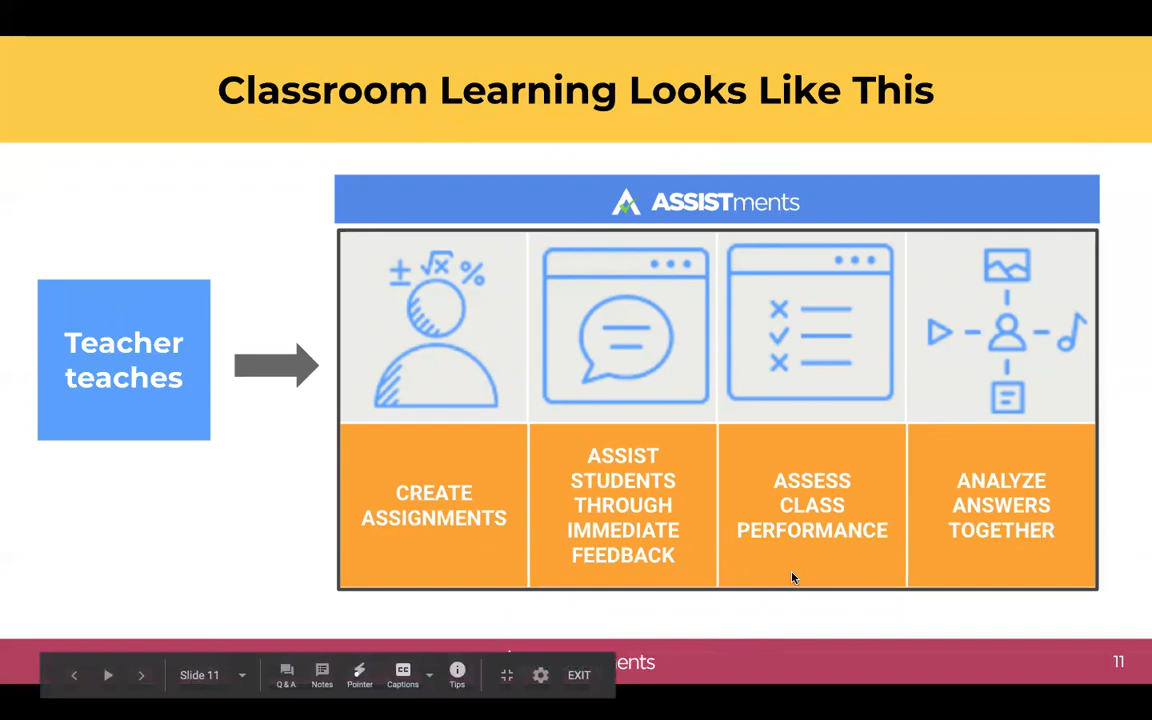 Classroom Learning Looks Like This
ASSISTments
Teacher
teaches
± √x %
CREATE
ASSIGNMENTS
ASSIST
STUDENTS
THROUGH
IMMEDIATE
FEEDBACK
ASSESS
CLASS
PERFORMANCE
ANALYZE
ANSWERS
TOGETHER
ents
11
Slide 11
Q & A
Notes
Pointer
Captions
Tips
EXIT